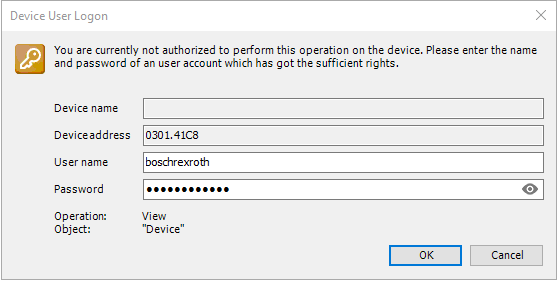 Device User Logon
You are currently not authorized to perform this operation on the device. Please enter the name
and password of an user account which has got the sufficient rights.
Device name
Device address 0301.41C8
User name boschrexroth
Password ••••••••••••
Operation: View
Object: "Device"
OK Cancel